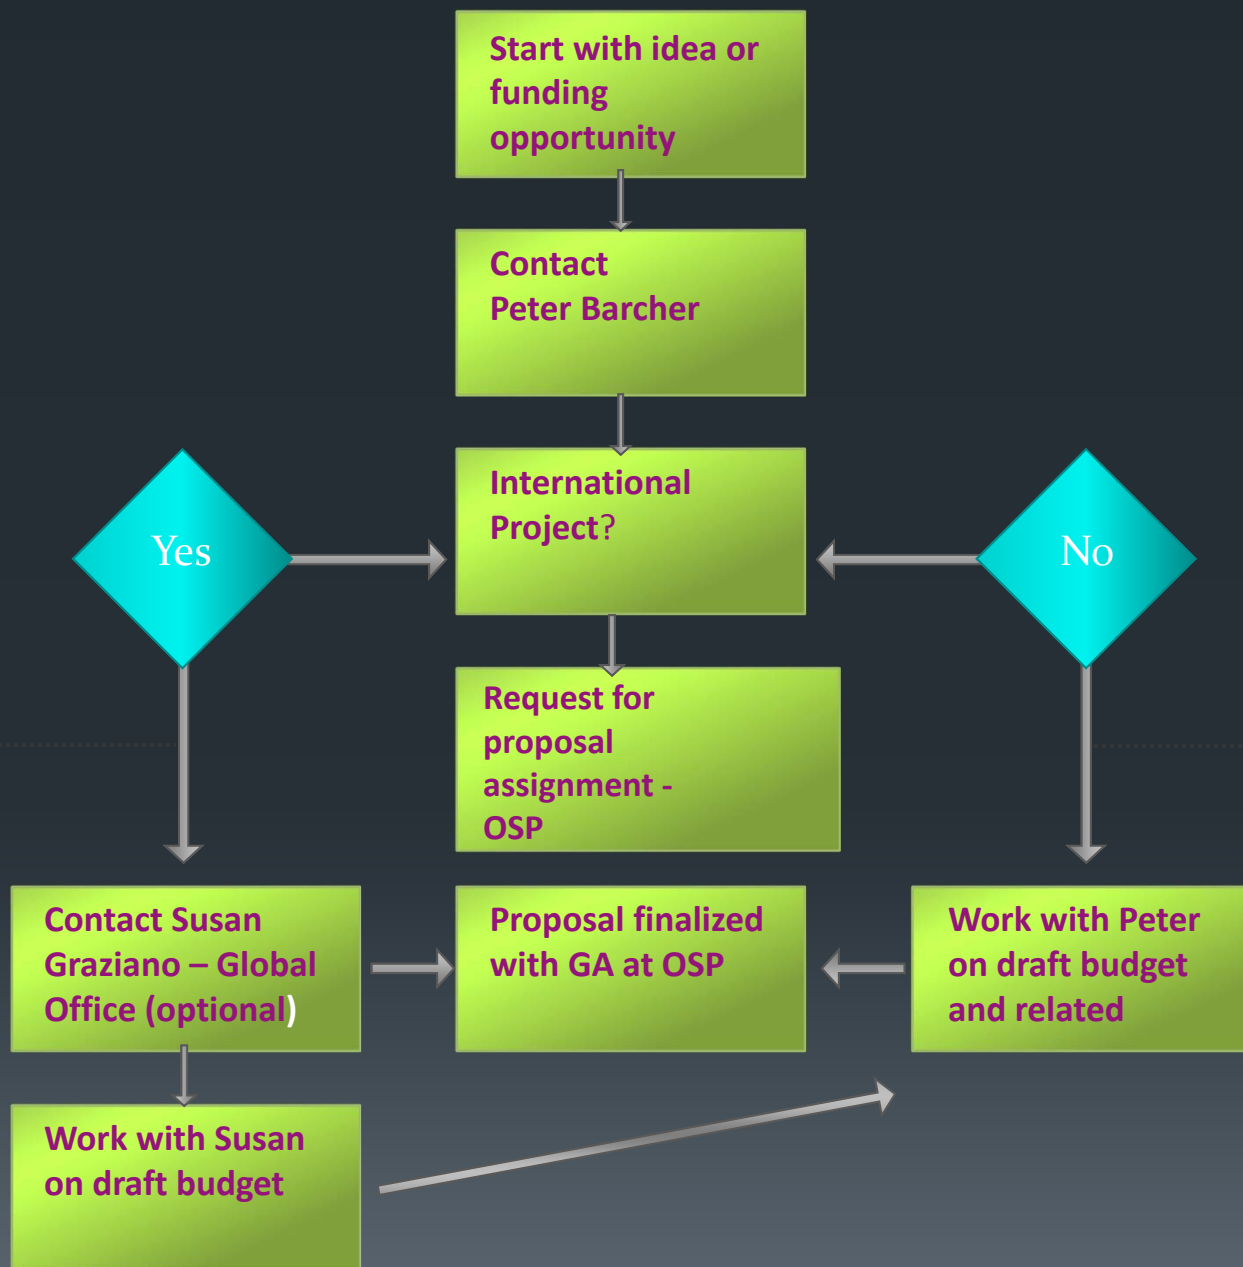 Start with idea or
funding
opportunity
Contact
Peter Barcher
International
Project?
Yes
No
Request for
proposal
assignment -
OSP
Contact Susan
Graziano – Global
Office (optional)
Proposal finalized
with GA at OSP
Work with Peter
on draft budget
and related
Work with Susan
on draft budget